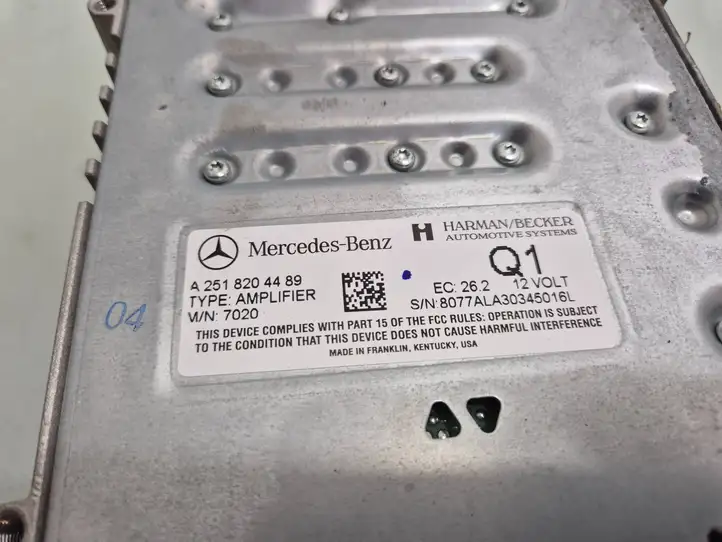 Mercedes-Benz
HARMAN/BECKER
AUTOMOTIVE SYSTEMS
Q1
A 251 820 44 89
TYPE: AMPLIFIER
W/N: 7020
EC: 26.2 12 VOLT
S/N:8077ALA30345016L
THIS DEVICE COMPLIES WITH PART 15 OF THE FCC RULES: OPERATION IS SUBJECT
TO THE CONDITION THAT THIS DEVICE DOES NOT CAUSE HARMFUL INTERFERENCE
MADE IN FRANKLIN, KENTUCKY, USA
04